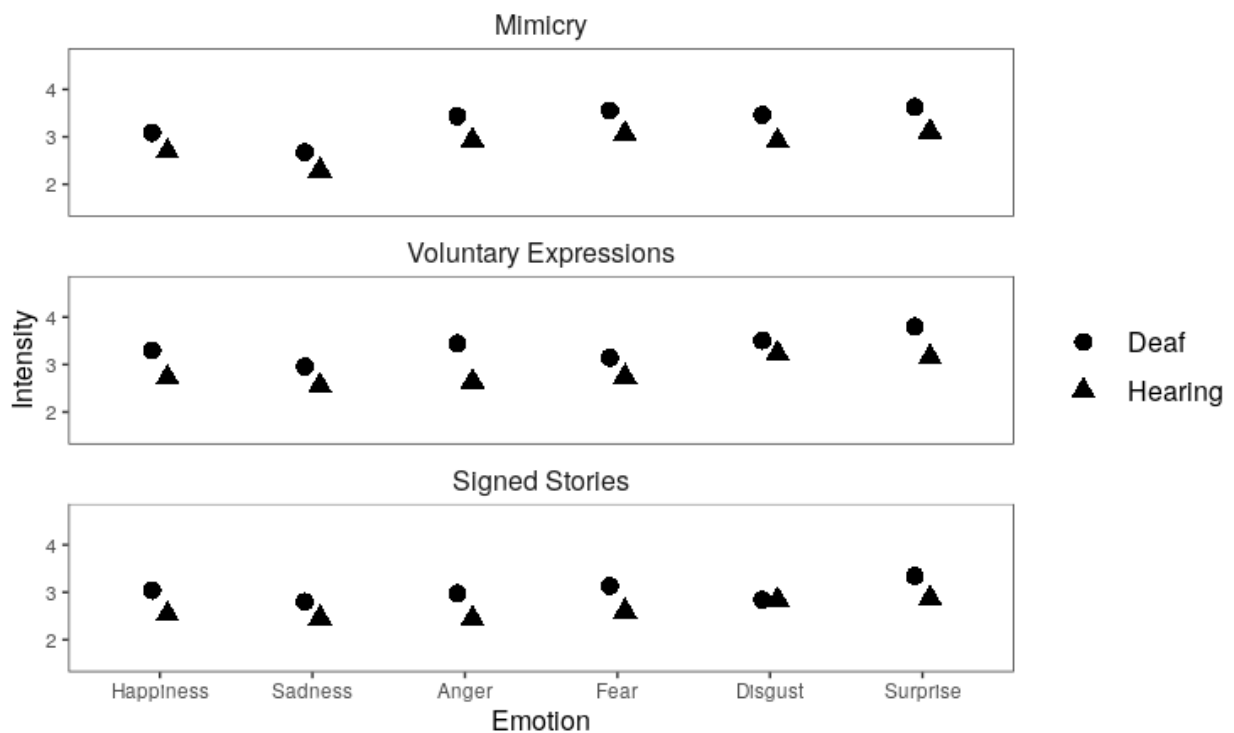 Mimicry
4
3
2
Voluntary Expressions
4
3
2
Intensity
Deaf
Hearing
Signed Stories
4
3
2
Happiness Sadness Anger Fear Disgust Surprise
Emotion